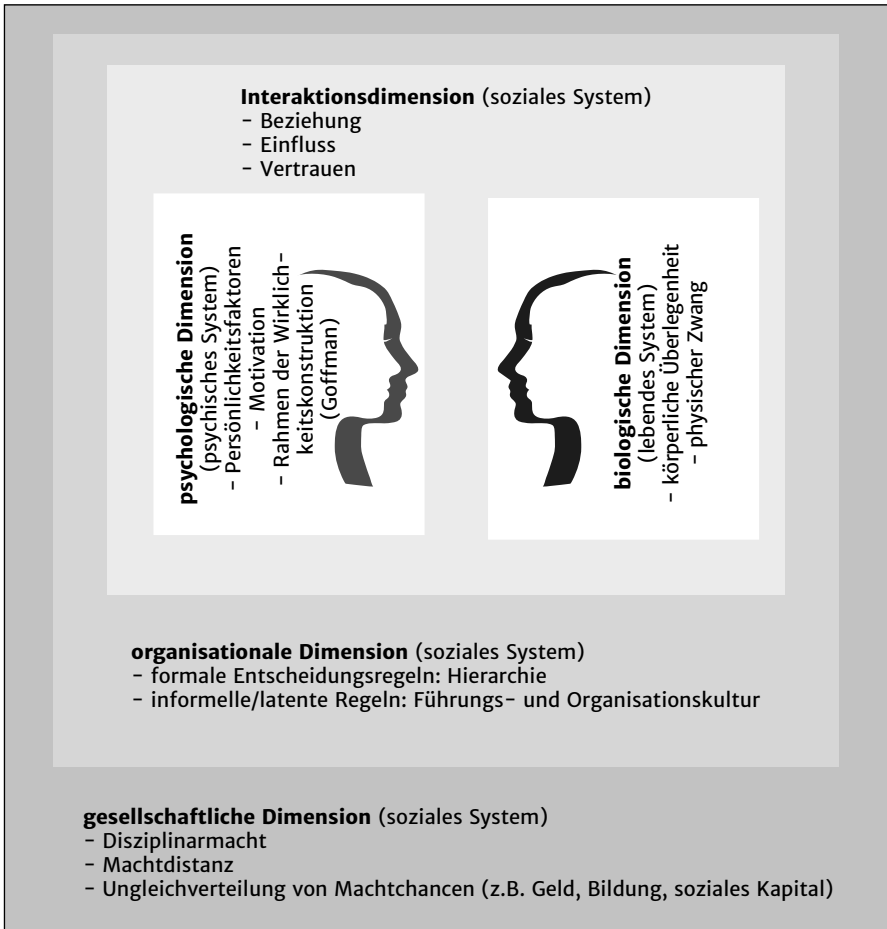 Interaktionsdimension (soziales System)
- Beziehung
- Einfluss
- Vertrauen
psychologische Dimension
(psychisches System)
- Persönlichkeitsfaktoren
- Motivation
- Rahmen der Wirklich-
keitskonstruktion
(Goffman)
biologische Dimension
(lebendes System)
- körperliche Überlegenheit
- physischer Zwang
organisationale Dimension (soziales System)
- formale Entscheidungsregeln: Hierarchie
- informelle/latente Regeln: Führungs- und Organisationskultur
gesellschaftliche Dimension (soziales System)
- Disziplinarmacht
- Machtdistanz
- Ungleichverteilung von Machtchancen (z.B. Geld, Bildung, soziales Kapital)